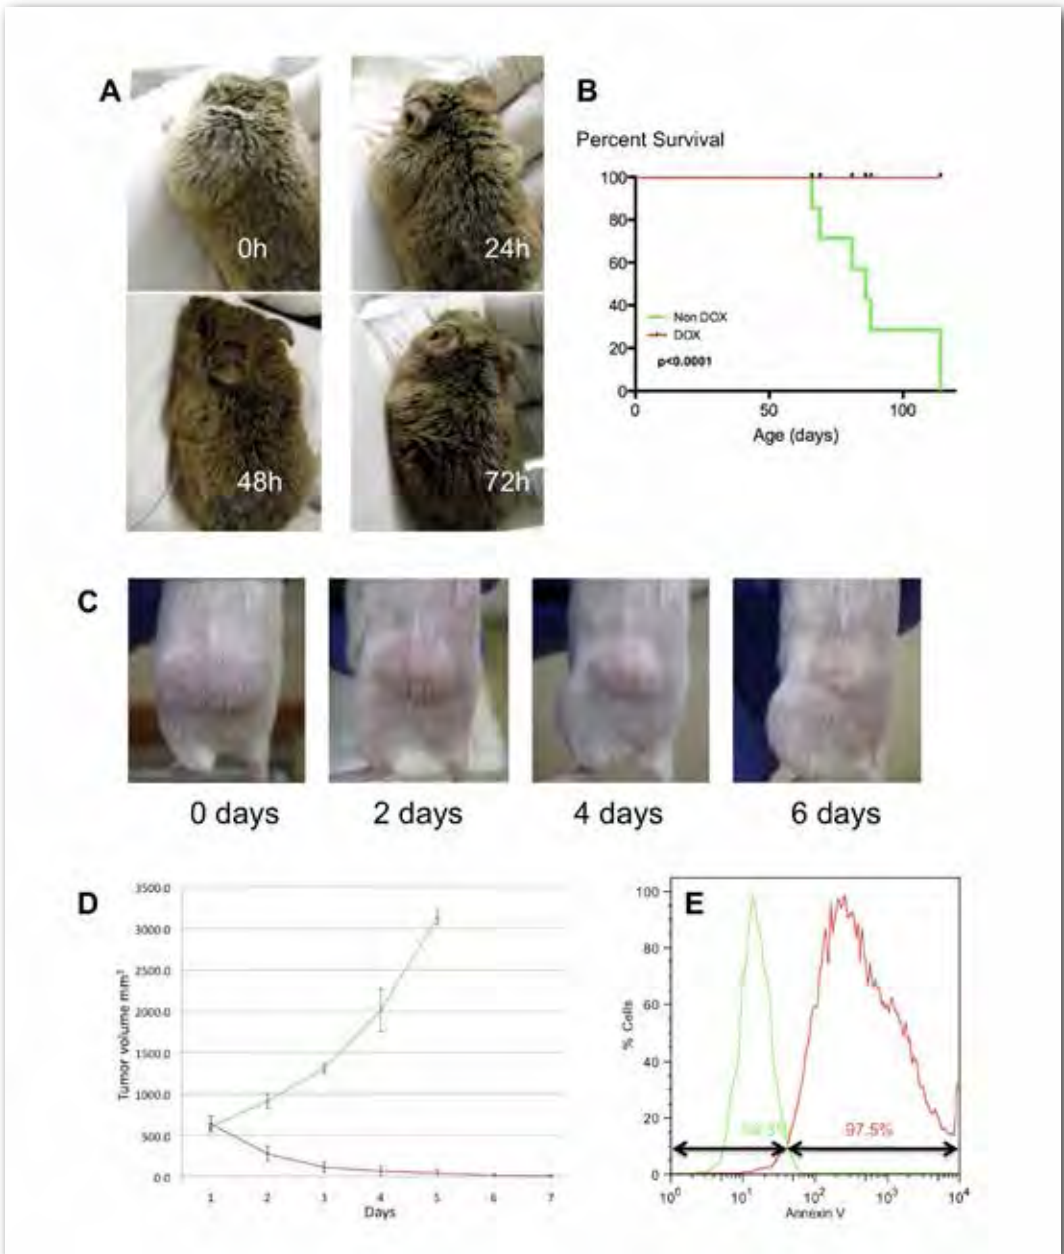 A
0h
24h
48h
72h
B
Percent Survival
100
80
60
40
20
0
Non DOX
DOX
p<0.0001
0
50
100
Age (days)
C
0 days
2 days
4 days
6 days
D
3500.0
3000.0
2500.0
2000.0
1500.0
1000.0
500.0
0.0
Tumor volume mm³
1
2
3
4
5
6
7
Days
E
100
80
60
40
20
0
% Cells
97.5%
10⁰
10¹
10²
10³
10⁴
Annexin V